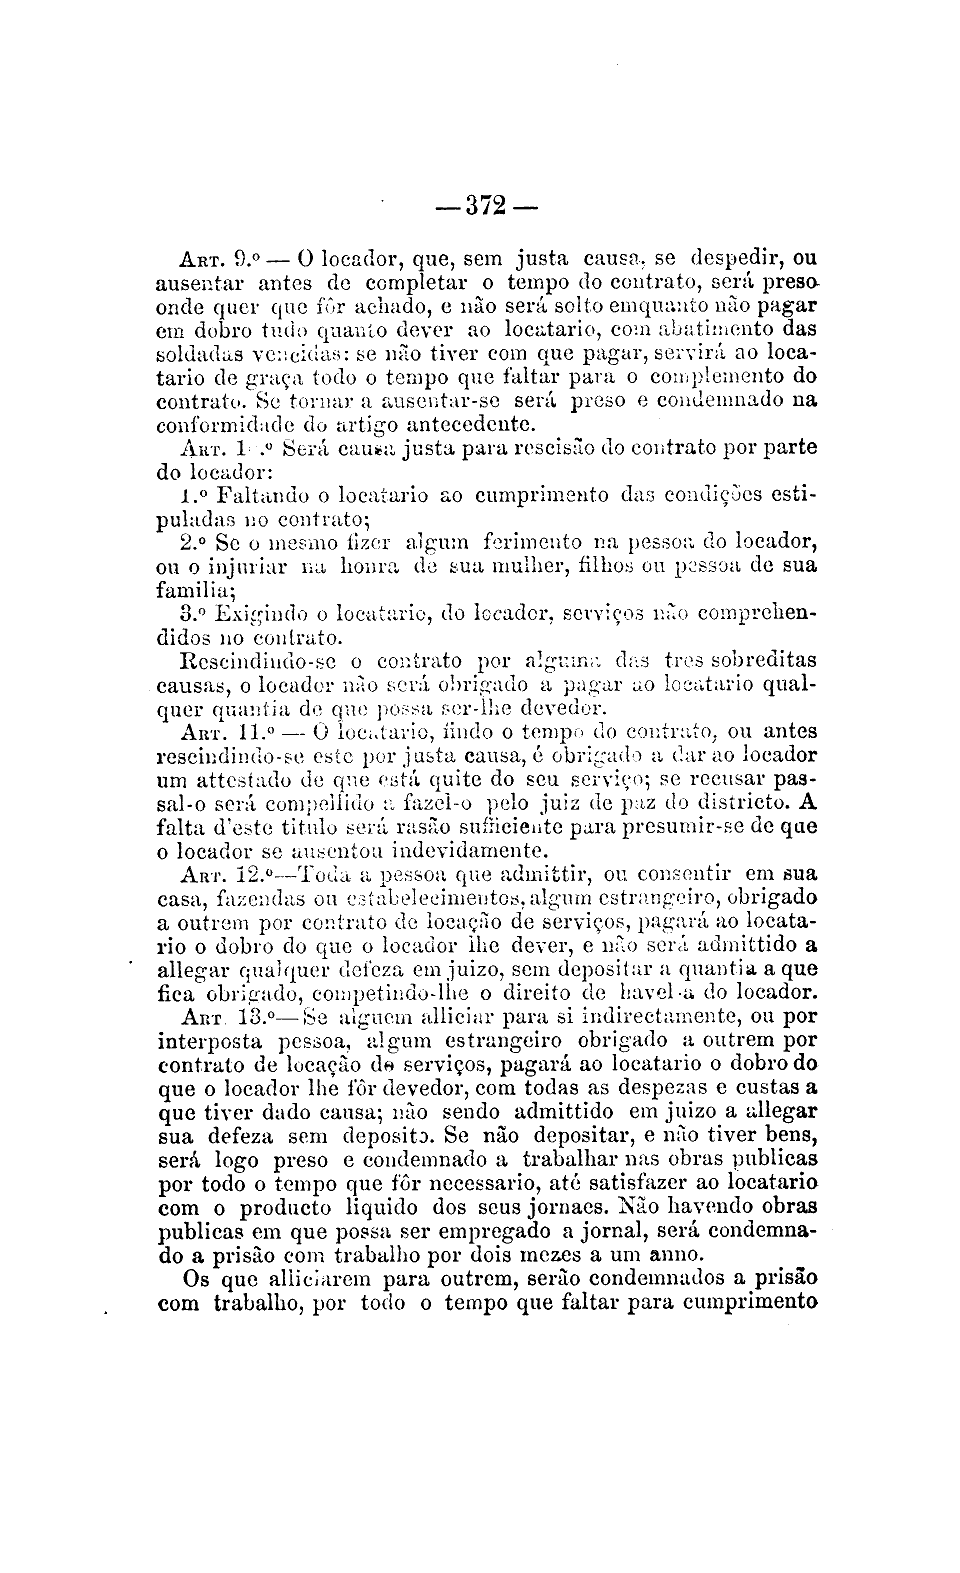 —372—
ART. 9.º — O locador, que, sem justa causa, se despedir, ou
ausentar antes de completar o tempo do contrato, será preso
onde quer que fôr achado, e não será solto emquanto não pagar
em dobro tudo quanto dever ao locatario, com abatimento das
soldadas vencidas: se não tiver com que pagar, servirá ao loca-
tario de graça todo o tempo que faltar para o complemento do
contrato. Se tornar a ausentar-se será preso e condemnado na
conformidade do artigo antecedente.
ART. 1 .º Será causa justa para rescisão do contrato por parte
do locador:
1.º Faltando o locatario ao cumprimento das condições esti-
puladas no contrato;
2.º Se o mesmo fizer algum ferimento na pessoa do locador,
ou o injuriar na honra de sua mulher, filhos ou pessoa de sua
familia;
3.º Exigindo o locatario, do locador, serviços não comprehen-
didos no contrato.
Rescindindo-se o contrato por alguma das tres sobreditas
causas, o locador não será obrigado a pagar ao locatario qual-
quer quantia de que possa ser-lhe devedor.
ART. 11.º — O locatario, findo o tempo do contrato, ou antes
rescindindo-se este por justa causa, é obrigado a dar ao locador
um attestado de que está quite do seu serviço; se recusar pas-
sal-o será compellido a fazel-o pelo juiz de paz do districto. A
falta d'este titulo será rasão sufficiente para presumir-se de que
o locador se ausentou indevidamente.
ART. 12.º—Toda a pessoa que admittir, ou consentir em sua
casa, fazendas ou estabelecimentos, algum estrangeiro, obrigado
a outrem por contrato de locação de serviços, pagará ao locata-
rio o dobro do que o locador lhe dever, e não será admittido a
allegar qualquer defeza em juizo, sem depositar a quantia a que
fica obrigado, competindo-lhe o direito de havel-a do locador.
ART. 13.º—Se alguem alliciar para si indirectamente, ou por
interposta pessoa, algum estrangeiro obrigado a outrem por
contrato de locação de serviços, pagará ao locatario o dobro do
que o locador lhe fôr devedor, com todas as despezas e custas a
que tiver dado causa; não sendo admittido em juizo a allegar
sua defeza sem deposito. Se não depositar, e não tiver bens,
será logo preso e condemnado a trabalhar nas obras publicas
por todo o tempo que fôr necessario, até satisfazer ao locatario
com o producto liquido dos seus jornaes. Não havendo obras
publicas em que possa ser empregado a jornal, será condemna-
do a prisão com trabalho por dois mezes a um anno.
Os que alliciarem para outrem, serão condemnados a prisão
com trabalho, por todo o tempo que faltar para cumprimento